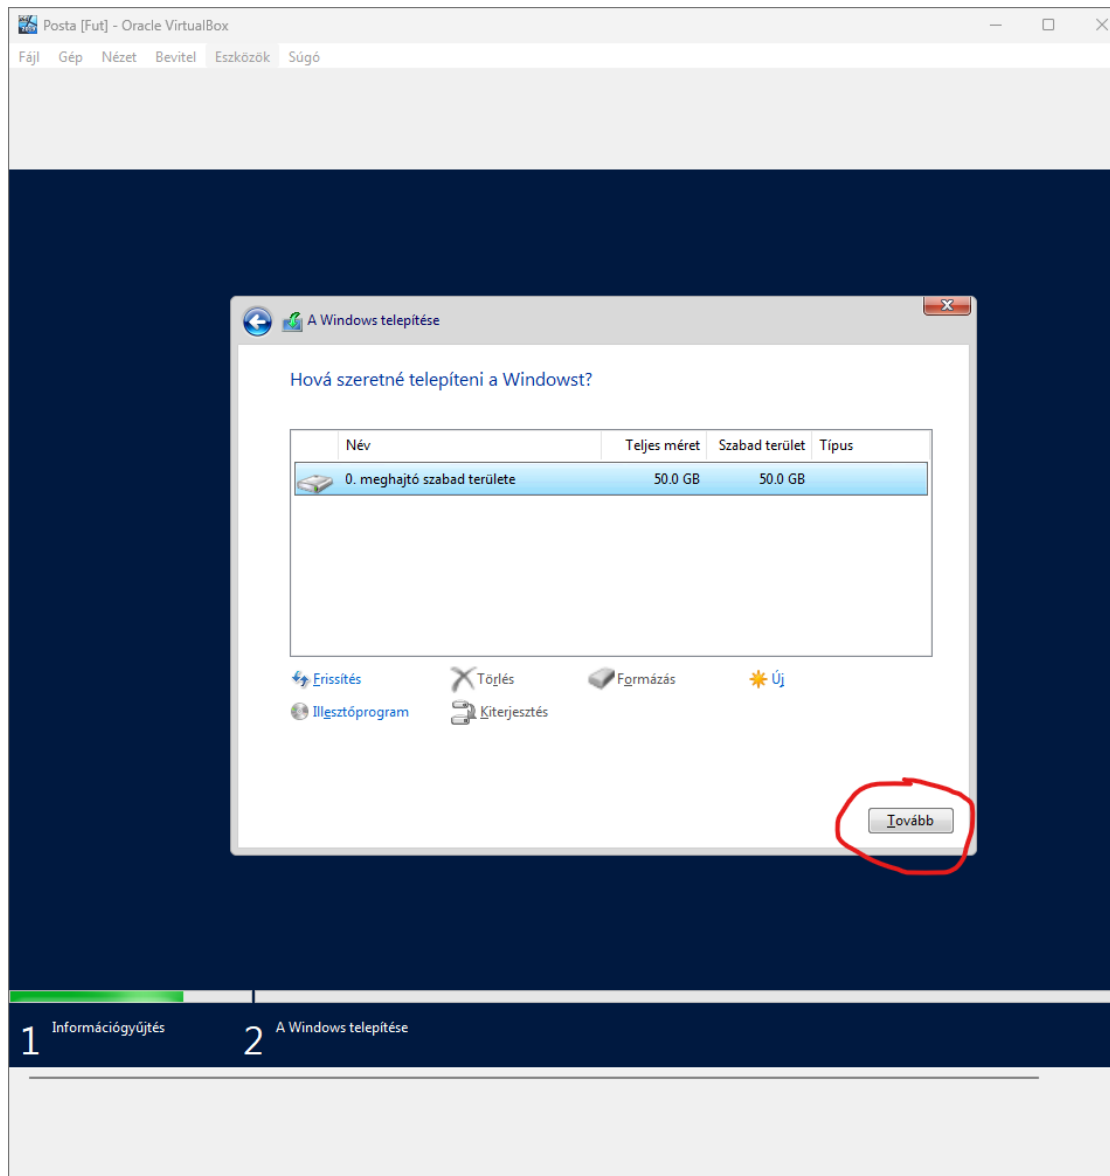 Posta [Fut] - Oracle VirtualBox
Fájl Gép Nézet Bevitel Eszközök Súgó
A Windows telepítése
Hová szeretné telepíteni a Windowst?
Név Teljes méret Szabad terület Típus
0. meghajtó szabad területe 50.0 GB 50.0 GB
Frissítés Törlés Formázás Új
Illesztőprogram Kiterjesztés
Tovább
1 Információgyűjtés 2 A Windows telepítése